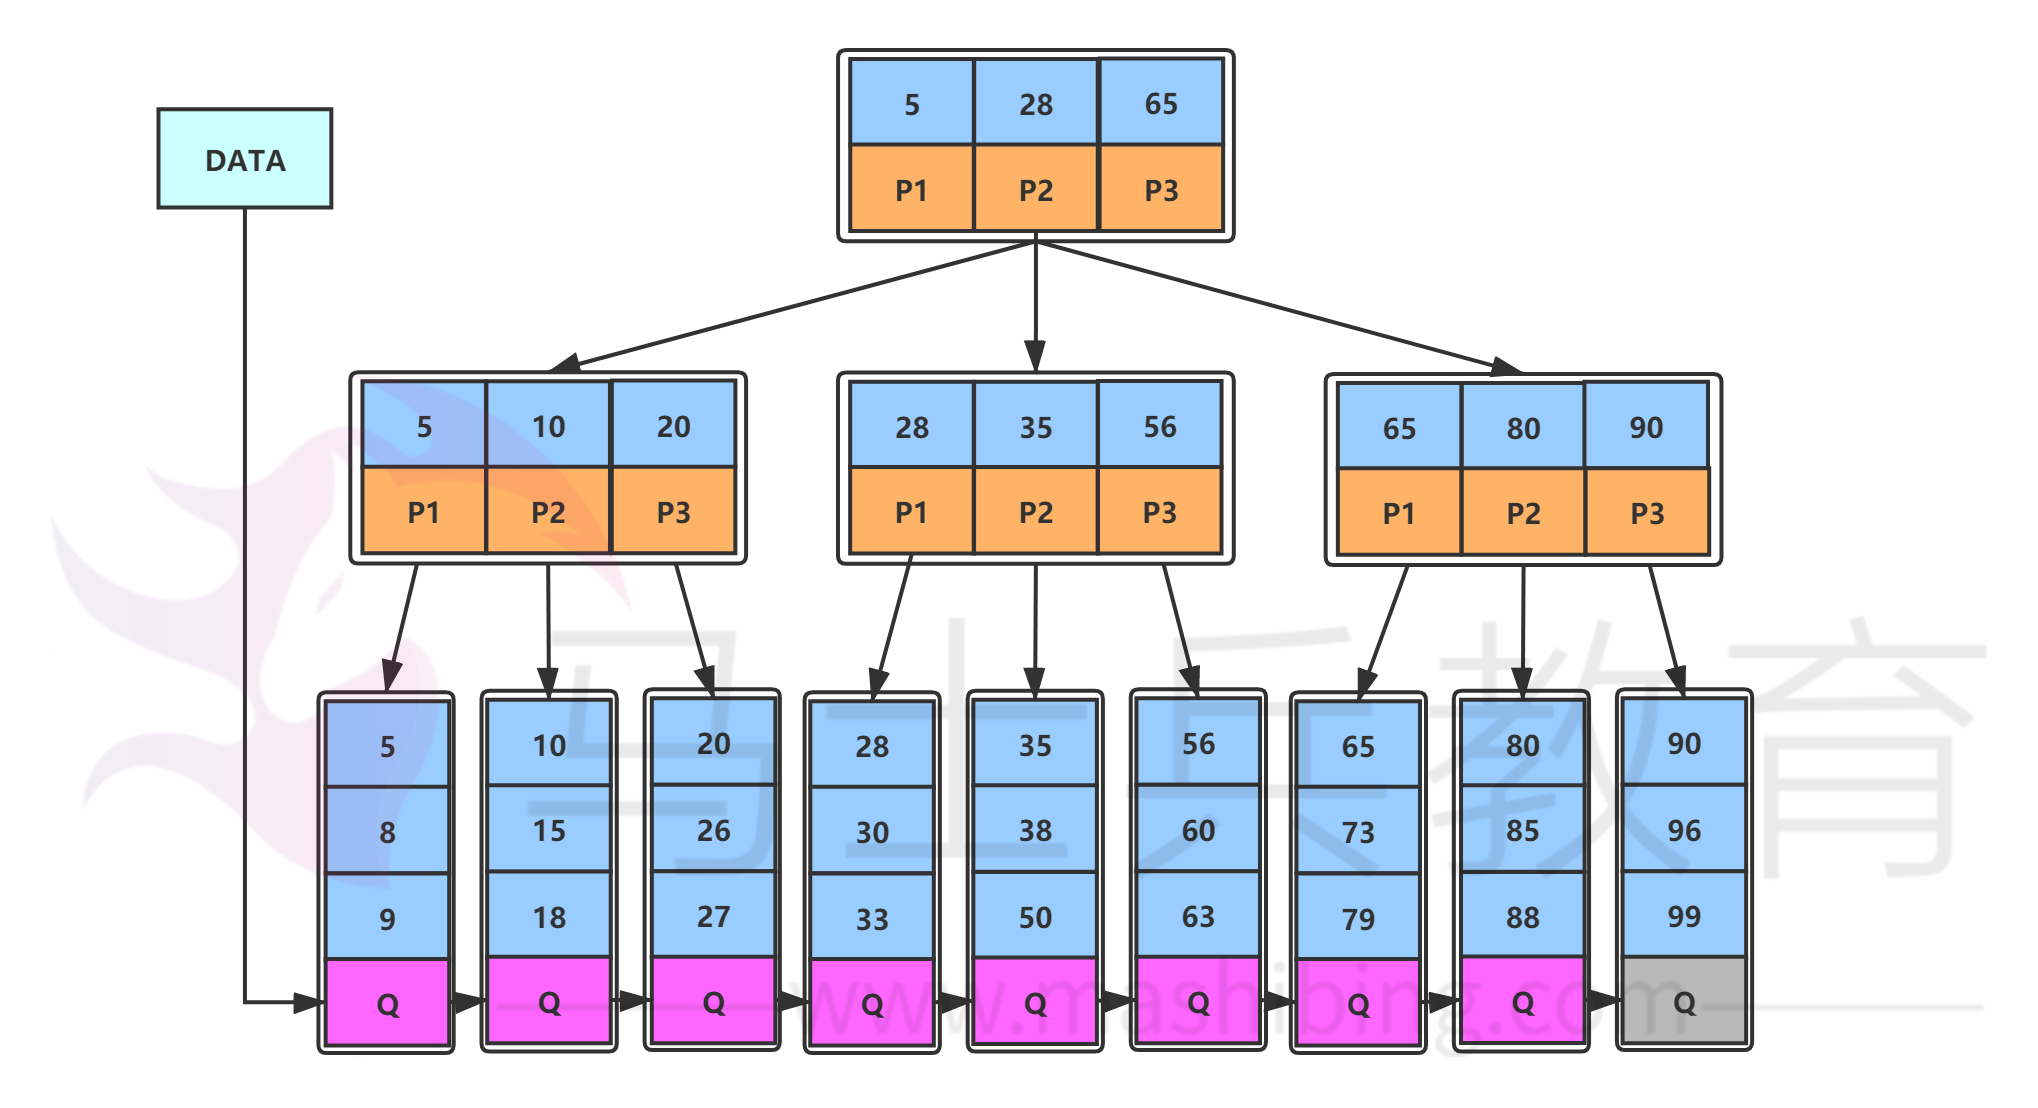 5 28 65
DATA
P1 P2 P3
5 10 20 28 35 56 65 80 90
P1 P2 P3 P1 P2 P3 P1 P2 P3
马士兵教育
5 10 20 28 35 56 65 80 90
8 15 26 30 38 60 73 85 96
9 18 27 33 50 63 79 88 99
Q Q Q Q Q Q Q Q Q
www.mashibing.com